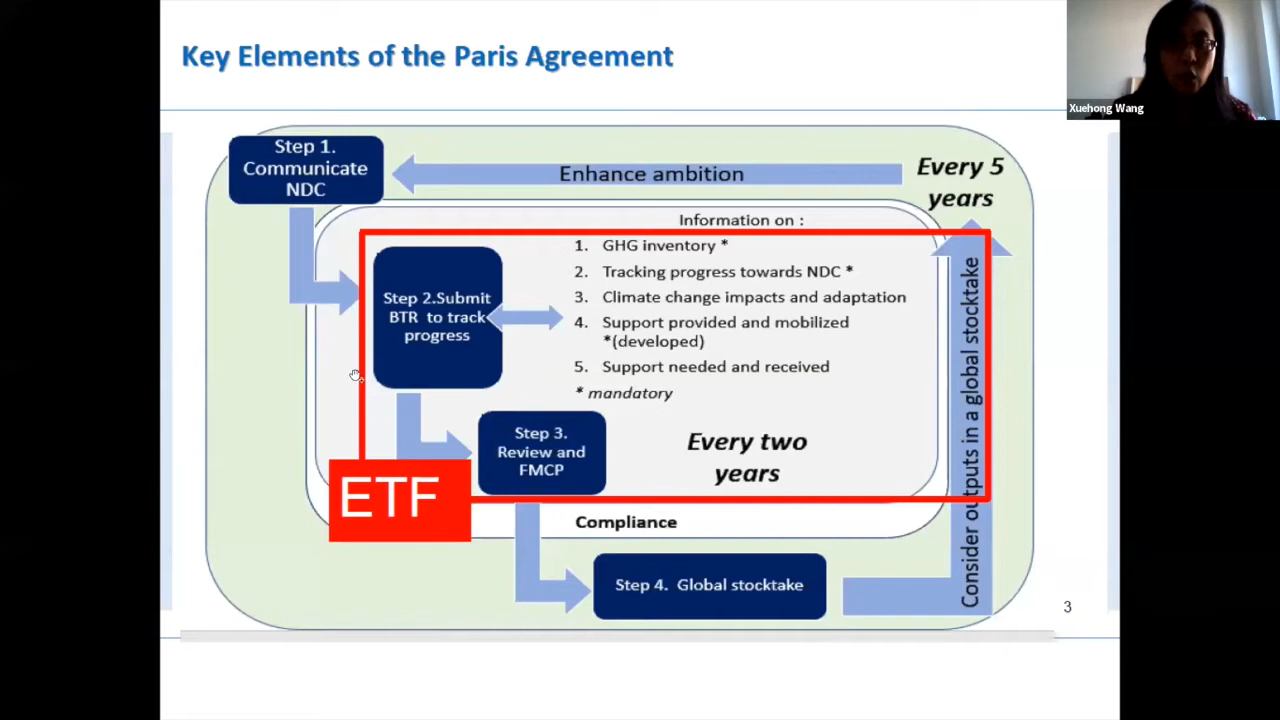 Key Elements of the Paris Agreement
Xuehong Wang
Step 1.
Communicate
NDC
Enhance ambition
Every 5
years
Information on :
1. GHG inventory *
2. Tracking progress towards NDC *
3. Climate change impacts and adaptation
4. Support provided and mobilized
*(developed)
5. Support needed and received
* mandatory
Step 2.Submit
BTR to track
progress
Step 3.
Review and
FMCP
Every two
years
ETF
Compliance
Step 4. Global stocktake
Consider outputs in a global stocktake
3